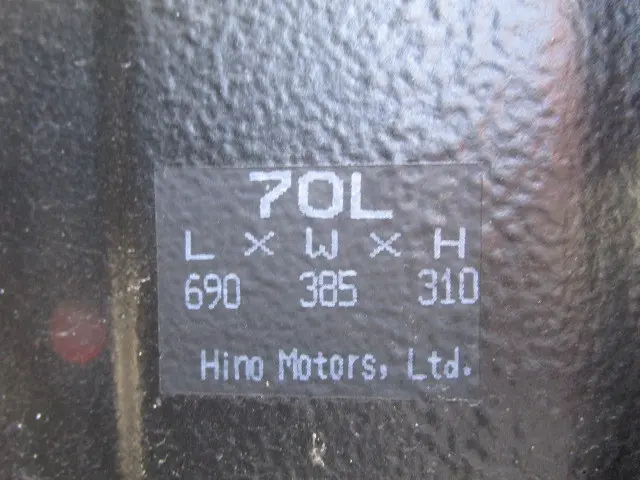 70L
L × W × H
690 385 310
Hino Motors, Ltd.